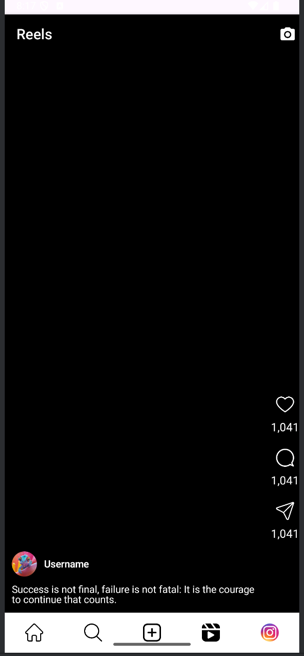 Reels
1,041
1,041
1,041
Username
Success is not final, failure is not fatal: It is the courage
to continue that counts.